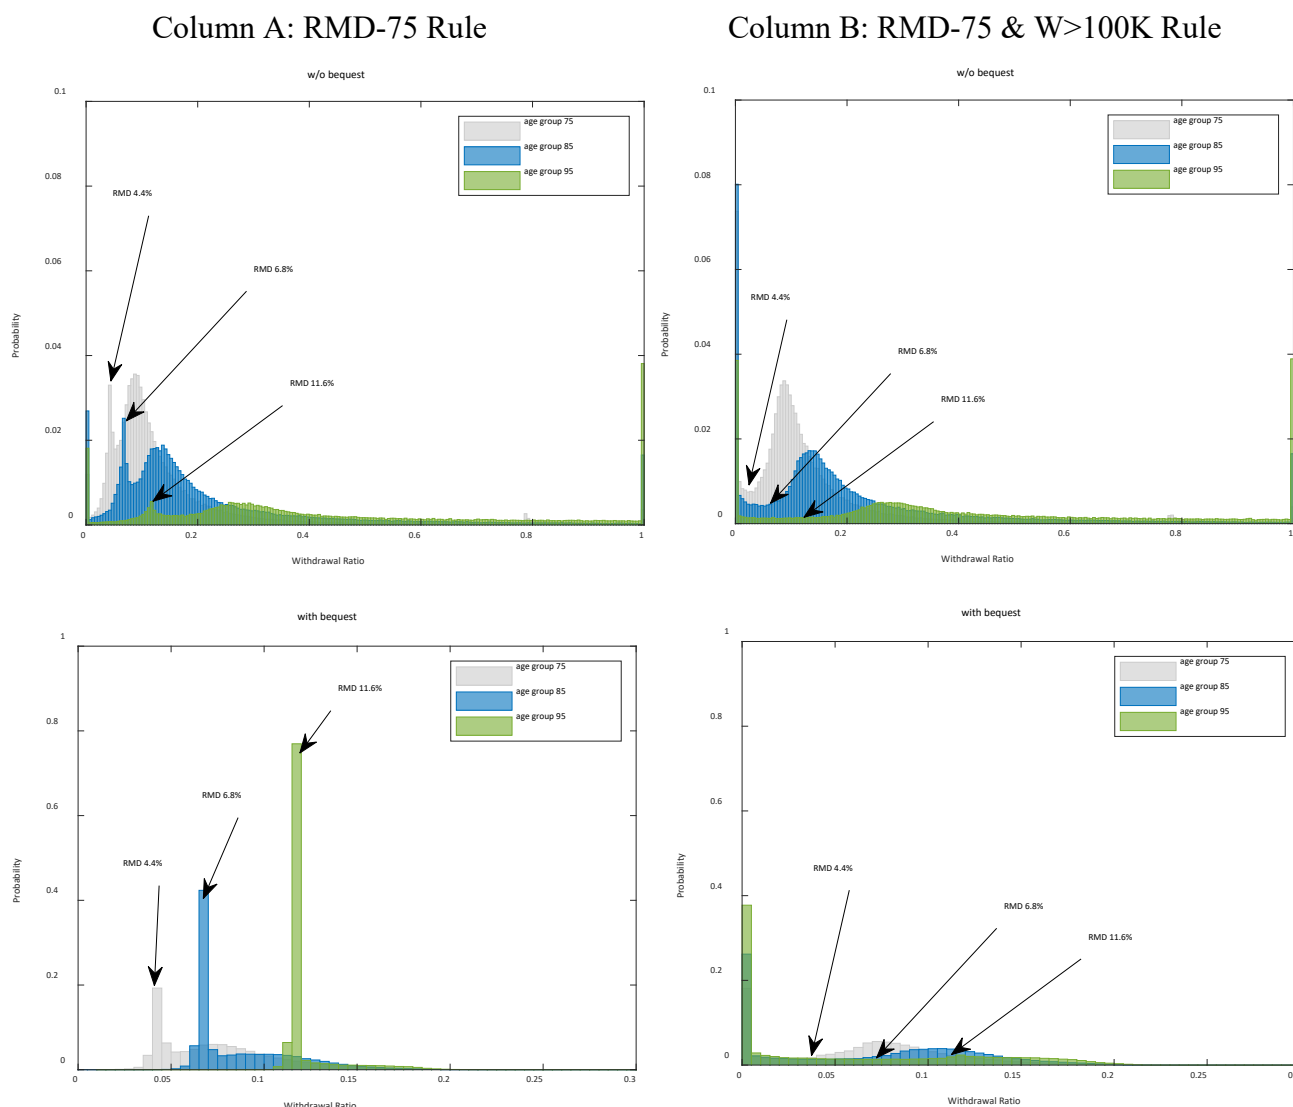 Column A: RMD-75 Rule
Column B: RMD-75 & W>100K Rule
w/o bequest
0.1
0.08
0.06
0.04
0.02
0
Probability
age group 75
age group 85
age group 95
RMD 4.4%
RMD 6.8%
RMD 11.6%
0
0.2
0.4
0.6
0.8
1
Withdrawal Ratio
w/o bequest
0.1
0.08
0.06
0.04
0.02
0
Probability
age group 75
age group 85
age group 95
RMD 4.4%
RMD 6.8%
RMD 11.6%
0
0.2
0.4
0.6
0.8
1
Withdrawal Ratio
with bequest
1
0.8
0.6
0.4
0.2
0
Probability
age group 75
age group 85
age group 95
RMD 11.6%
RMD 6.8%
RMD 4.4%
0
0.05
0.1
0.15
0.2
0.25
0.3
Withdrawal Ratio
with bequest
1
0.8
0.6
0.4
0.2
0
Probability
age group 75
age group 85
age group 95
RMD 4.4%
RMD 6.8%
RMD 11.6%
0
0.05
0.1
0.15
0.2
0.25
Withdrawal Ratio